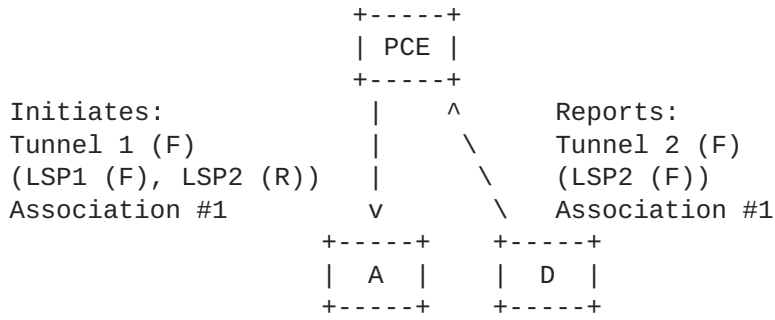 +-----+
                     | PCE |
                     +-----+
Initiates:              |    ^      Reports:
Tunnel 1 (F)            |     \     Tunnel 2 (F)
(LSP1 (F), LSP2 (R))    |      \    (LSP2 (F))
Association #1          v       \   Association #1
                   +-----+    +-----+
                   |  A  |    |  D  |
                   +-----+    +-----+